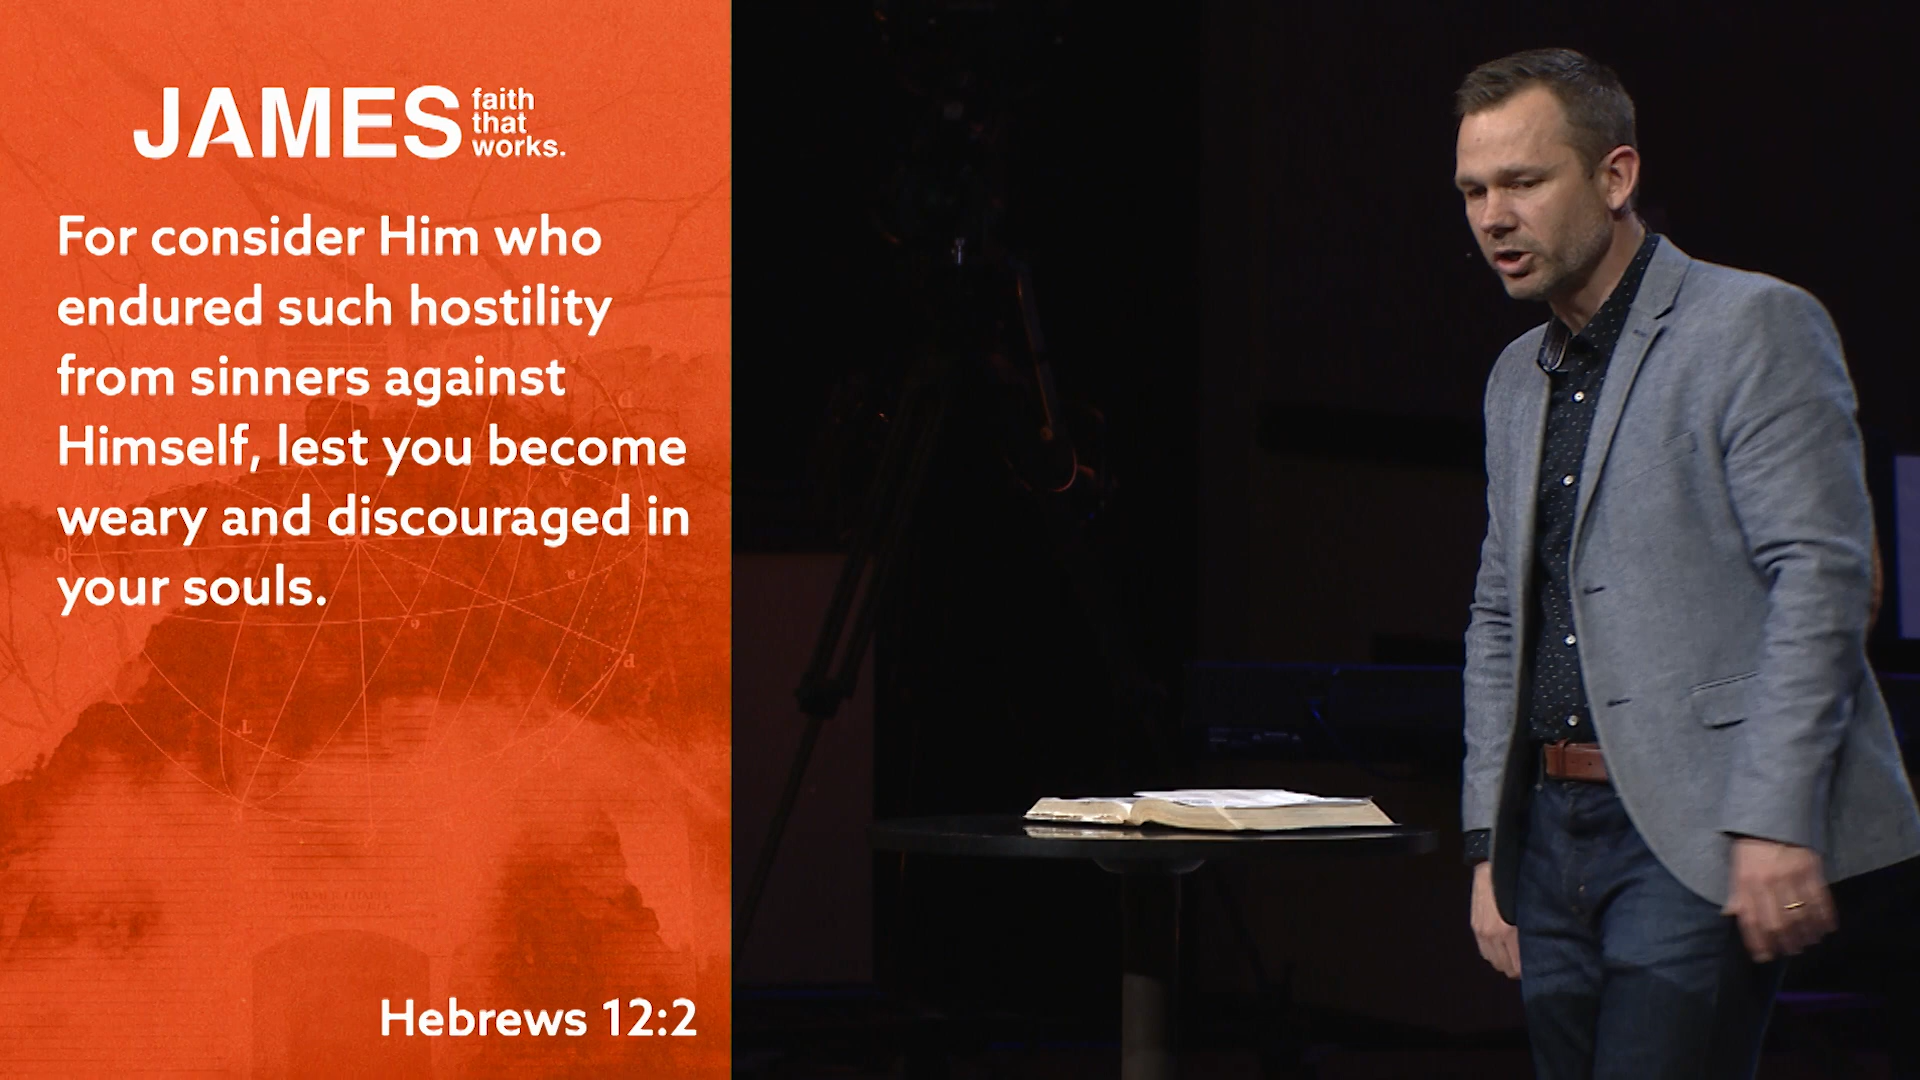 JAMES
faith
that
works.
For consider Him who
endured such hostility
from sinners against
Himself, lest you become
weary and discouraged in
your souls.
Hebrews 12:2